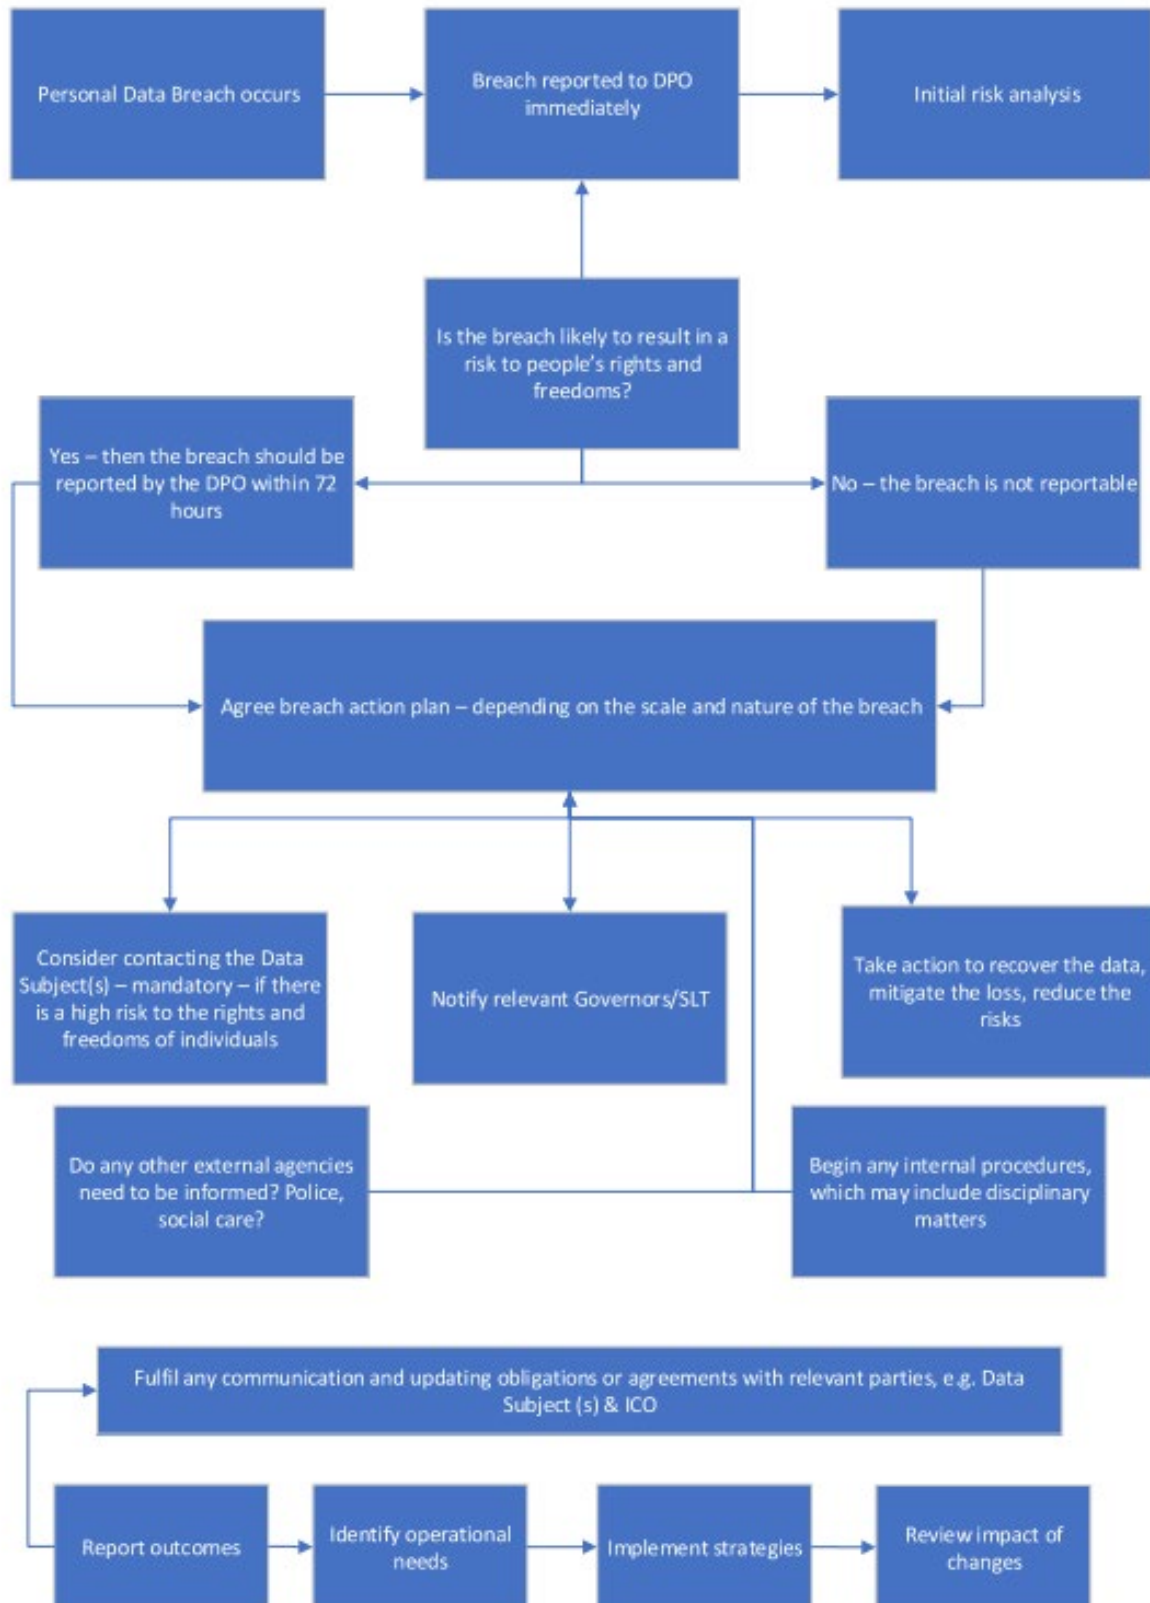 Personal Data Breach occurs
Breach reported to DPO
immediately
Initial risk analysis
Is the breach likely to result in a
risk to people's rights and
freedoms?
Yes – then the breach should be
reported by the DPO within 72
hours
No – the breach is not reportable
Agree breach action plan – depending on the scale and nature of the breach
Consider contacting the Data
Subject(s) – mandatory – if there
is a high risk to the rights and
freedoms of individuals
Notify relevant Governors/SLT
Take action to recover the data,
mitigate the loss, reduce the
risks
Do any other external agencies
need to be informed? Police,
social care?
Begin any internal procedures,
which may include disciplinary
matters
Fulfil any communication and updating obligations or agreements with relevant parties, e.g. Data
Subject (s) & ICO
Report outcomes
Identify operational
needs
Implement strategies
Review impact of
changes